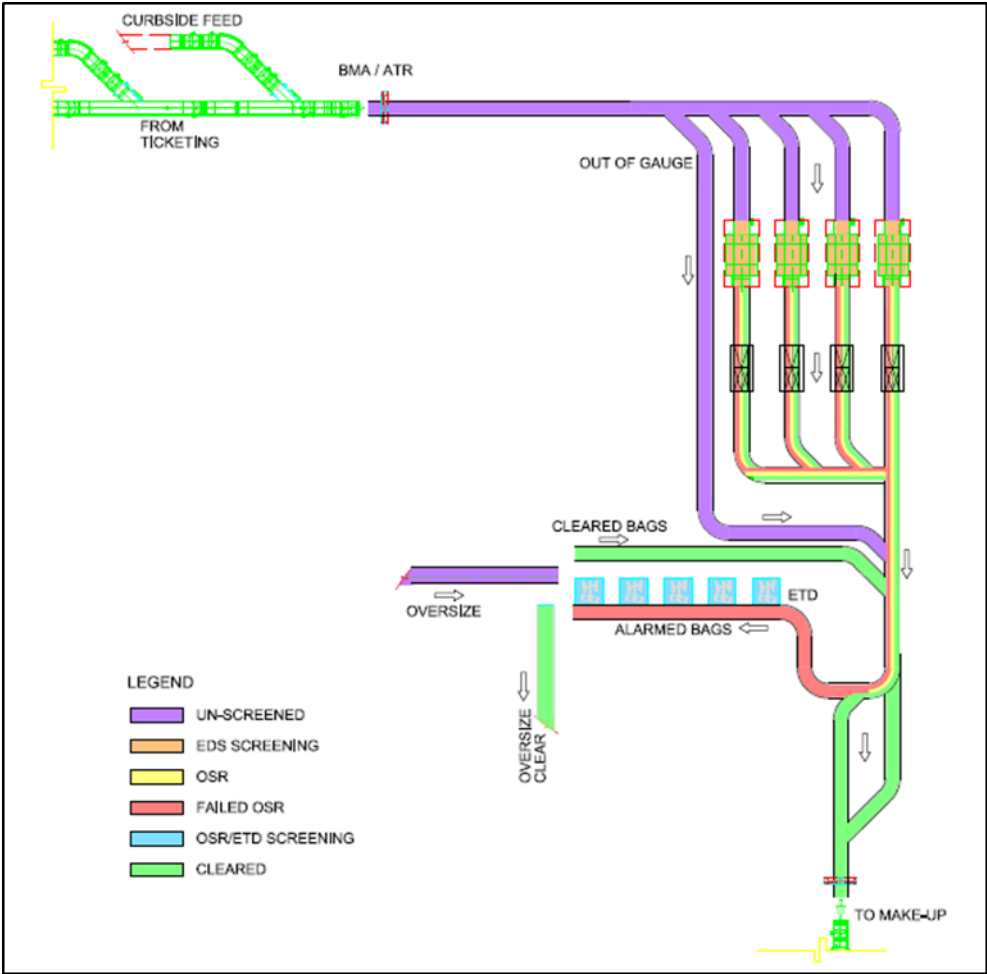 CURBSIDE FEED
BMA / ATR
FROM
TICKETING
OUT OF GAUGE
CLEARED BAGS
OVERSIZE
ETD
ALARMED BAGS
OVERSIZE
CLEAR
LEGEND
UN-SCREENED
EDS SCREENING
OSR
FAILED OSR
OSR/ETD SCREENING
CLEARED
TO MAKE-UP